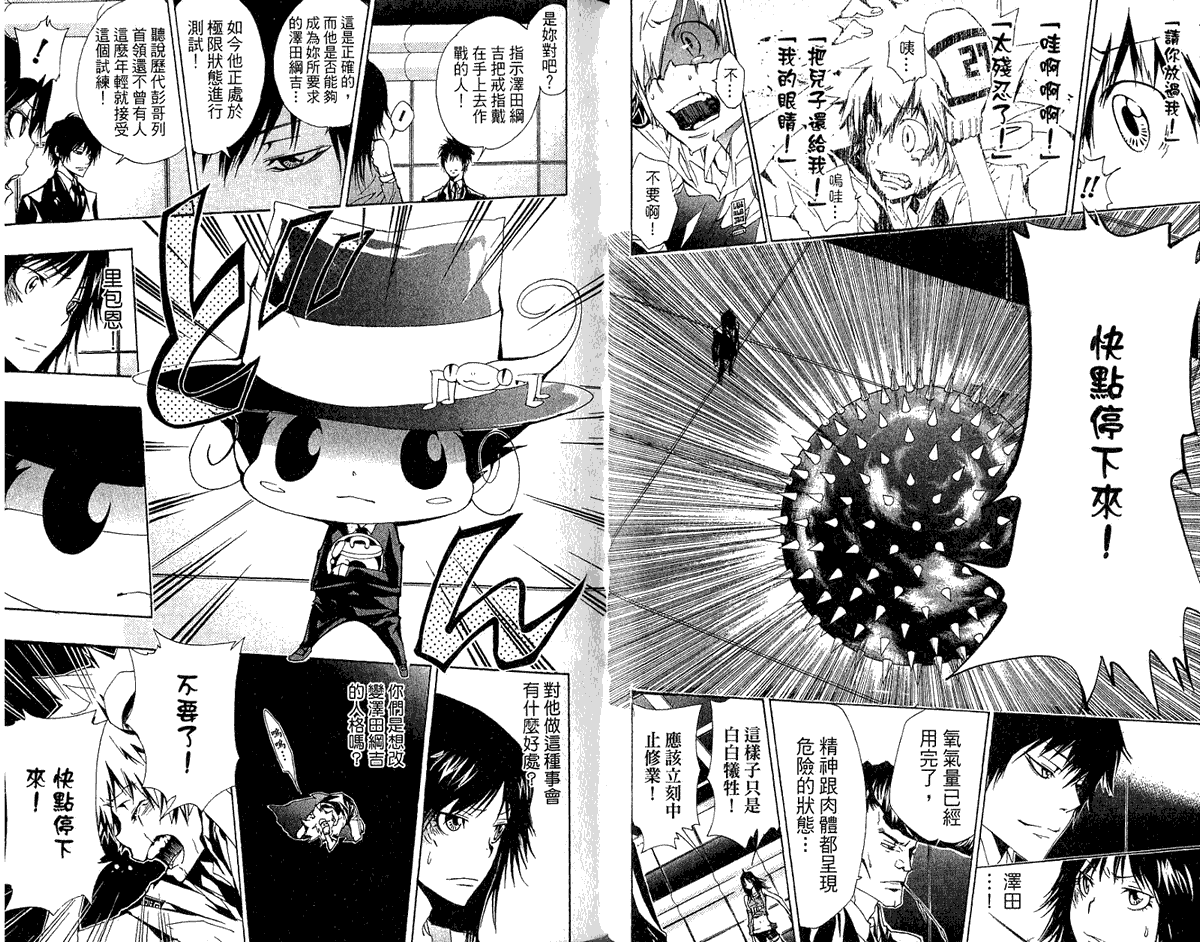 「請你放過我！」
！！
「哇啊啊啊！
太殘忍了！」
27
咦…
嗚哇…
「把兒子還給我！」
「我的眼睛！」
不…
不要啊！
快點停下來！
澤田
…！
氧氣量已經
用完了，
精神跟肉體都呈現
危險的狀態…
這樣子只是
白白犧牲！
應該立刻中
止修業！
是妳對吧？
指示澤田綱
吉把戒指戴
在手上去作
戰的人！
這是正確的，
而他是否能夠
成為妳所要求
的澤田綱吉…
如今他正處於
極限狀態進行
測試！
聽說歷代彭哥列
首領還不曾有人
這麼年輕就接受
這個試練！
！
里包恩！
ドドン
對他做這種事會
有什麼好處？
你們是想改
變澤田綱吉
的人格嗎？
嗚嗚…
不要了！
快點停下
來！